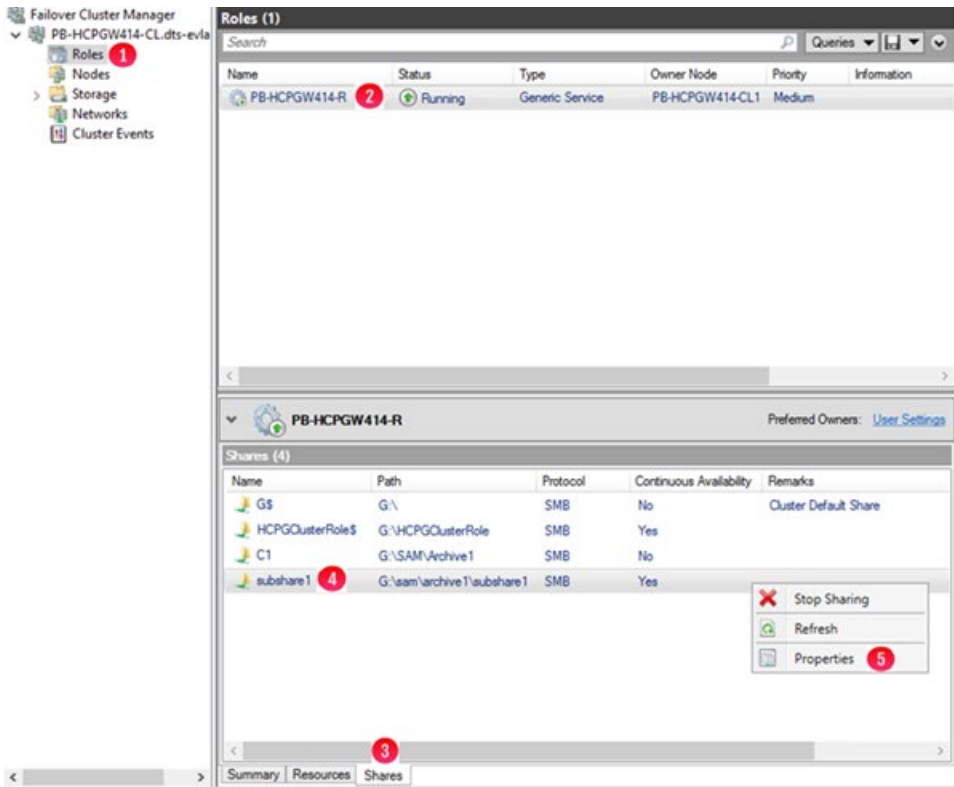 Failover Cluster Manager
PB-HCPGW414-CL.dts-evla
Roles 1
Nodes
Storage
Networks
Cluster Events
Roles (1)
Search Queries
Name Status Type Owner Node Priority Information
PB-HCPGW414-R 2 Running Generic Service PB-HCPGW414-CL1 Medium
PB-HCPGW414-R Preferred Owners: User Settings
Shares (4)
Name Path Protocol Continuous Availability Remarks
G$ G:\ SMB No Cluster Default Share
HCPGClusterRole$ G:\HCPGClusterRole SMB Yes
C1 G:\SAM\Archive1 SMB No
subshare1 4 G:\sam\archive1\subshare1 SMB Yes
Stop Sharing
Refresh
Properties 5
3
Summary Resources Shares